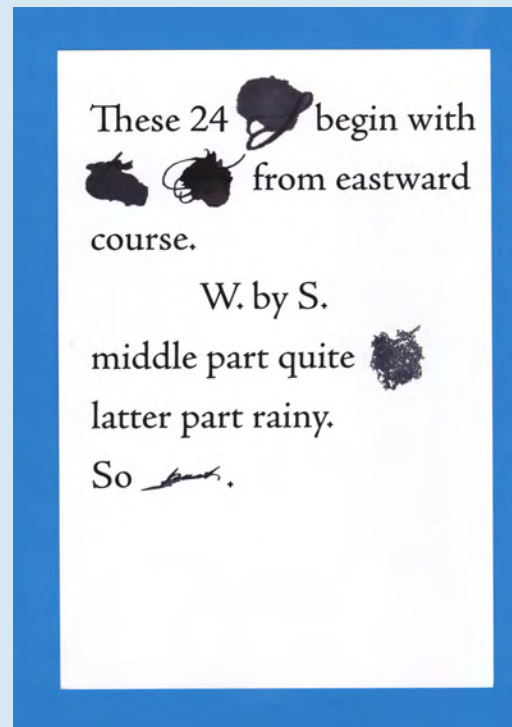 These 24 begin with
from eastward
course.
W. by S.
middle part quite
latter part rainy.
So